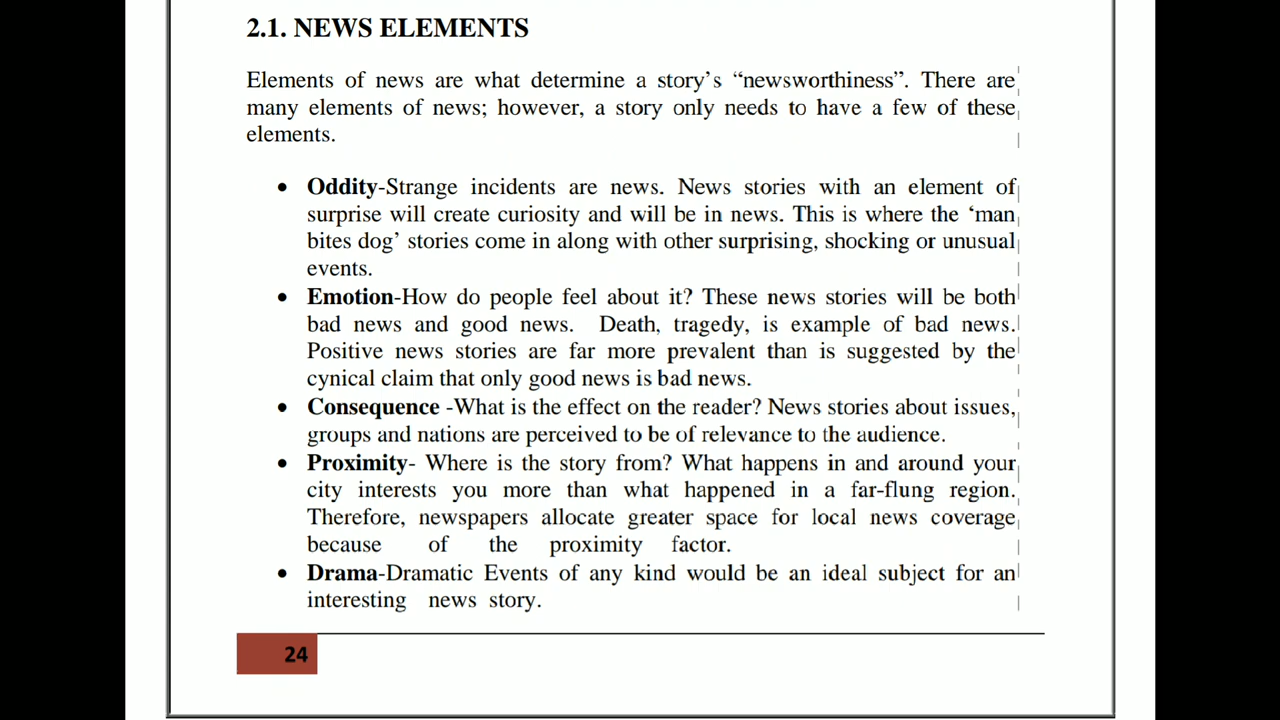 2.1. NEWS ELEMENTS
Elements of news are what determine a story’s “newsworthiness”. There are
many elements of news; however, a story only needs to have a few of these
elements.
• Oddity-Strange incidents are news. News stories with an element of
surprise will create curiosity and will be in news. This is where the ‘man
bites dog’ stories come in along with other surprising, shocking or unusual
events.
• Emotion-How do people feel about it? These news stories will be both
bad news and good news. Death, tragedy, is example of bad news.
Positive news stories are far more prevalent than is suggested by the
cynical claim that only good news is bad news.
• Consequence -What is the effect on the reader? News stories about issues,
groups and nations are perceived to be of relevance to the audience.
• Proximity- Where is the story from? What happens in and around your
city interests you more than what happened in a far-flung region.
Therefore, newspapers allocate greater space for local news coverage
because of the proximity factor.
• Drama-Dramatic Events of any kind would be an ideal subject for an
interesting news story.
24